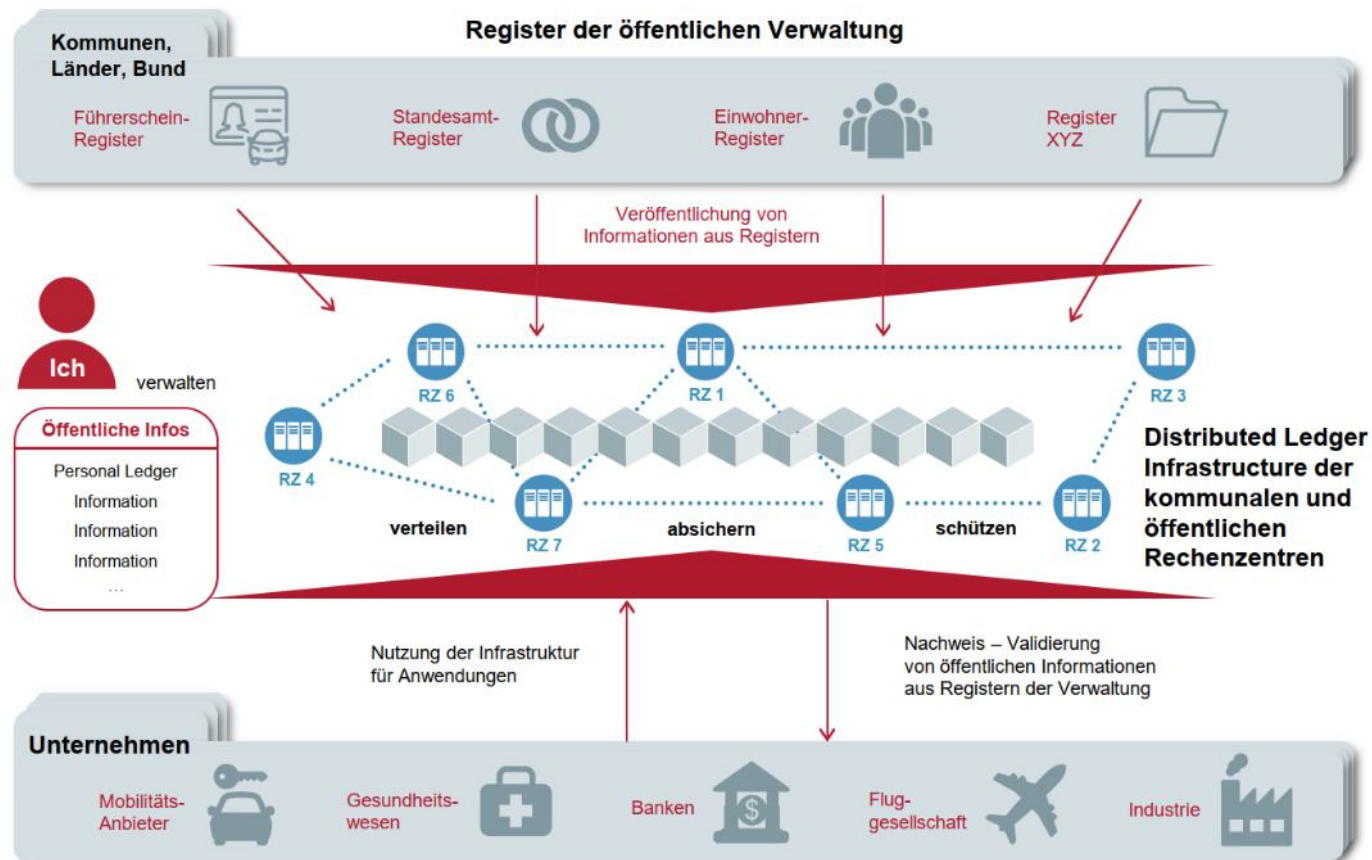 Register der öffentlichen Verwaltung
Kommunen,
Länder, Bund
Führerschein-
Register
Standesamt-
Register
Einwohner-
Register
Register
XYZ
Veröffentlichung von
Informationen aus Registern
Ich
verwalten
Öffentliche Infos
Personal Ledger
Information
Information
Information
...
RZ 6
RZ 1
RZ 3
RZ 4
RZ 7
RZ 5
RZ 2
verteilen
absichern
schützen
Distributed Ledger
Infrastructure der
kommunalen und
öffentlichen
Rechenzentren
Nutzung der Infrastruktur
für Anwendungen
Nachweis – Validierung
von öffentlichen Informationen
aus Registern der Verwaltung
Unternehmen
Mobilitäts-
Anbieter
Gesundheits-
wesen
Banken
$
Flug-
gesellschaft
Industrie